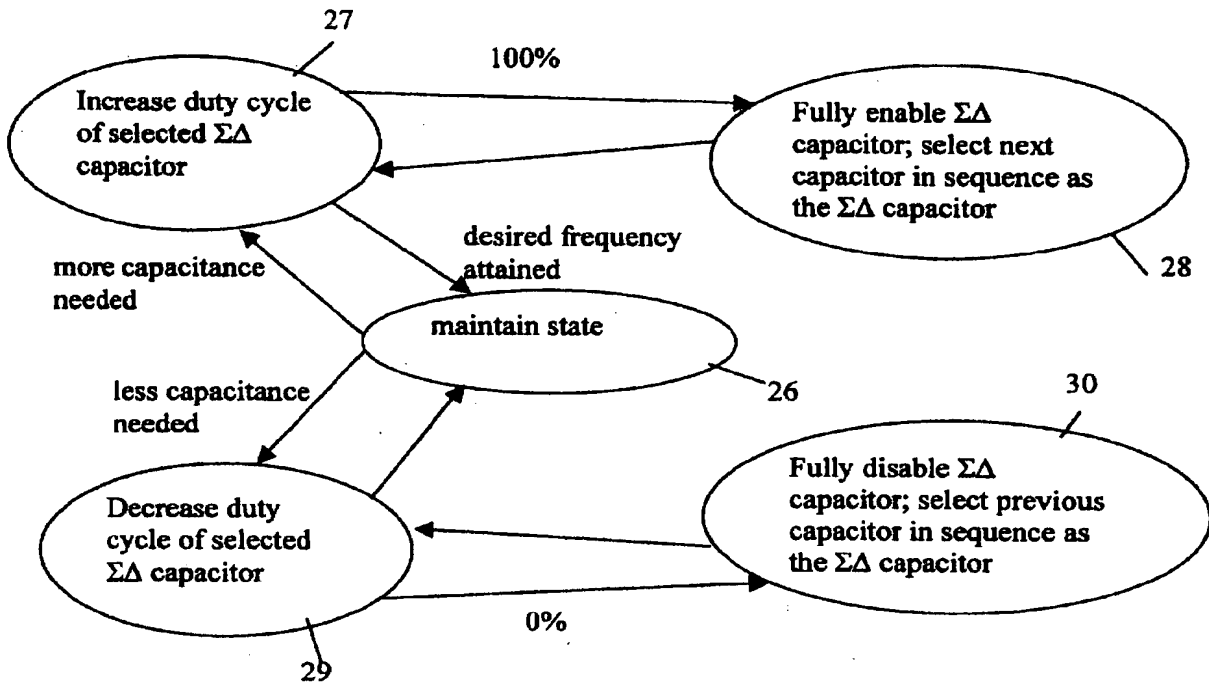 27
100%
Increase duty cycle
of selected ΣΔ
capacitor
Fully enable ΣΔ
capacitor; select next
capacitor in sequence as
the ΣΔ capacitor
28
desired frequency
attained
more capacitance
needed
maintain state
26
less capacitance
needed
30
Decrease duty
cycle of selected
ΣΔ capacitor
Fully disable ΣΔ
capacitor; select previous
capacitor in sequence as
the ΣΔ capacitor
0%
29